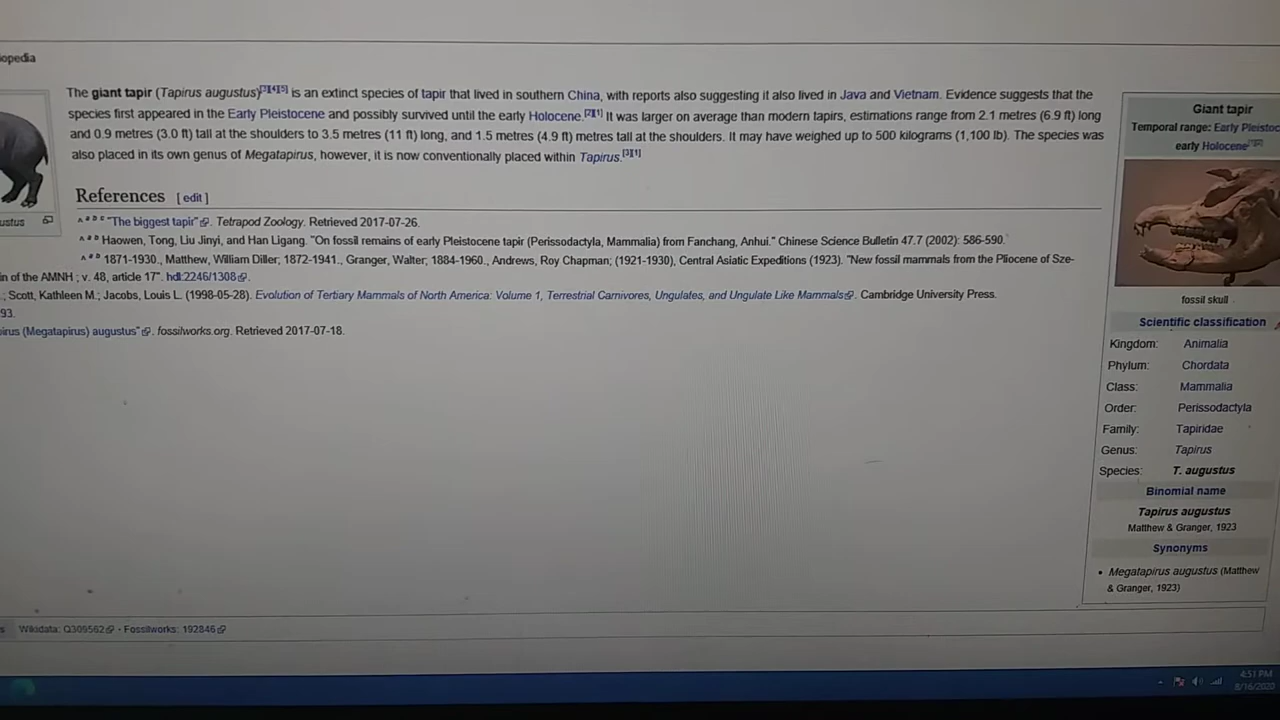 opedia
The giant tapir (Tapirus augustus)[3][4][5] is an extinct species of tapir that lived in southern China, with reports also suggesting it also lived in Java and Vietnam. Evidence suggests that the
species first appeared in the Early Pleistocene and possibly survived until the early Holocene.[2][1] It was larger on average than modern tapirs, estimations range from 2.1 metres (6.9 ft) long
and 0.9 metres (3.0 ft) tall at the shoulders to 3.5 metres (11 ft) long, and 1.5 metres (4.9 ft) metres tall at the shoulders. It may have weighed up to 500 kilograms (1,100 lb). The species was
also placed in its own genus of Megatapirus, however, it is now conventionally placed within Tapirus.[3][1]
ustus
References [ edit ]
^ a b c "The biggest tapir". Tetrapod Zoology. Retrieved 2017-07-26.
^ a b Haowen, Tong, Liu Jinyi, and Han Ligang. "On fossil remains of early Pleistocene tapir (Perissodactyla, Mammalia) from Fanchang, Anhui." Chinese Science Bulletin 47.7 (2002): 586-590.
^ a b 1871-1930., Matthew, William Diller; 1872-1941., Granger, Walter; 1884-1960., Andrews, Roy Chapman; (1921-1930), Central Asiatic Expeditions (1923). "New fossil mammals from the Pliocene of Sze-
n of the AMNH ; v. 48, article 17". hdl:2246/1308.
.; Scott, Kathleen M.; Jacobs, Louis L. (1998-05-28). Evolution of Tertiary Mammals of North America: Volume 1, Terrestrial Carnivores, Ungulates, and Ungulate Like Mammals. Cambridge University Press.
93.
irus (Megatapirus) augustus". fossilworks.org. Retrieved 2017-07-18.
Giant tapir
Temporal range: Early Pleistoc
early Holocene[1][2]
fossil skull
Scientific classification
Kingdom: Animalia
Phylum: Chordata
Class: Mammalia
Order: Perissodactyla
Family: Tapiridae
Genus: Tapirus
Species: T. augustus
Binomial name
Tapirus augustus
Matthew & Granger, 1923
Synonyms
• Megatapirus augustus (Matthew
& Granger, 1923)
s Wikidata: Q309562 • Fossilworks: 192846
4:51 PM
8/16/2020